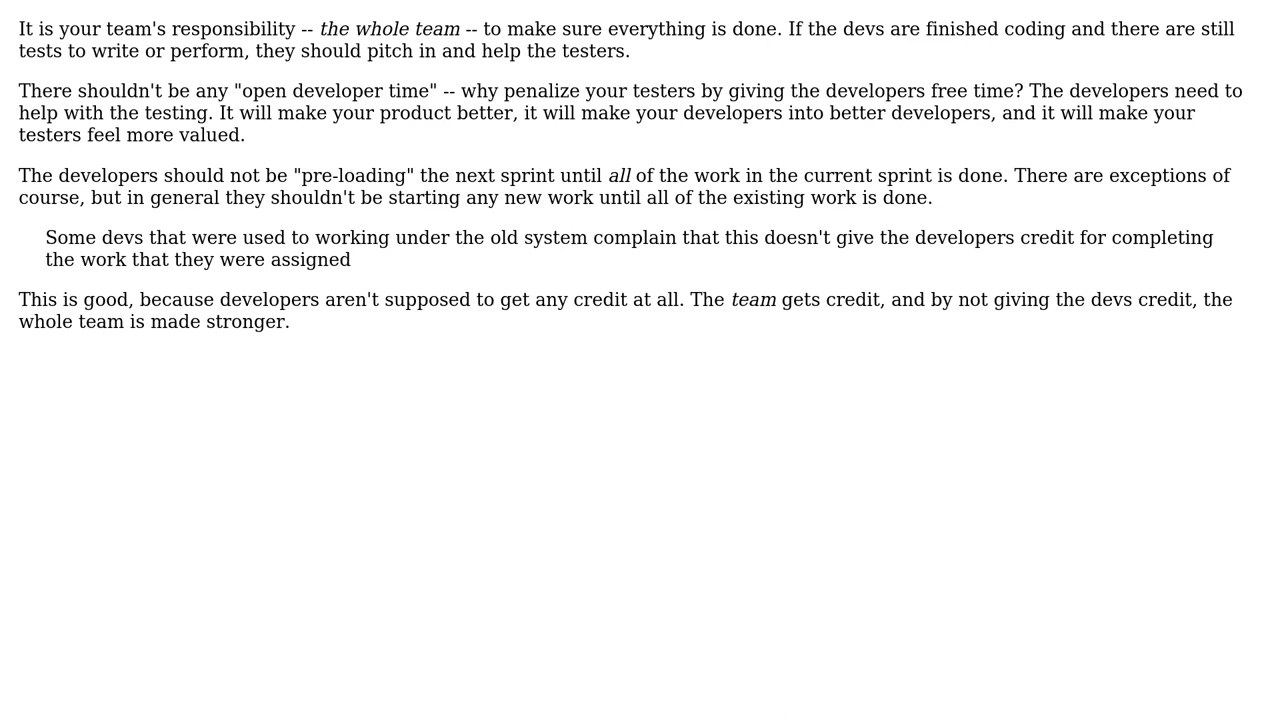 It is your team's responsibility -- the whole team -- to make sure everything is done. If the devs are finished coding and there are still
tests to write or perform, they should pitch in and help the testers.
There shouldn't be any "open developer time" -- why penalize your testers by giving the developers free time? The developers need to
help with the testing. It will make your product better, it will make your developers into better developers, and it will make your
testers feel more valued.
The developers should not be "pre-loading" the next sprint until all of the work in the current sprint is done. There are exceptions of
course, but in general they shouldn't be starting any new work until all of the existing work is done.
Some devs that were used to working under the old system complain that this doesn't give the developers credit for completing
the work that they were assigned
This is good, because developers aren't supposed to get any credit at all. The team gets credit, and by not giving the devs credit, the
whole team is made stronger.